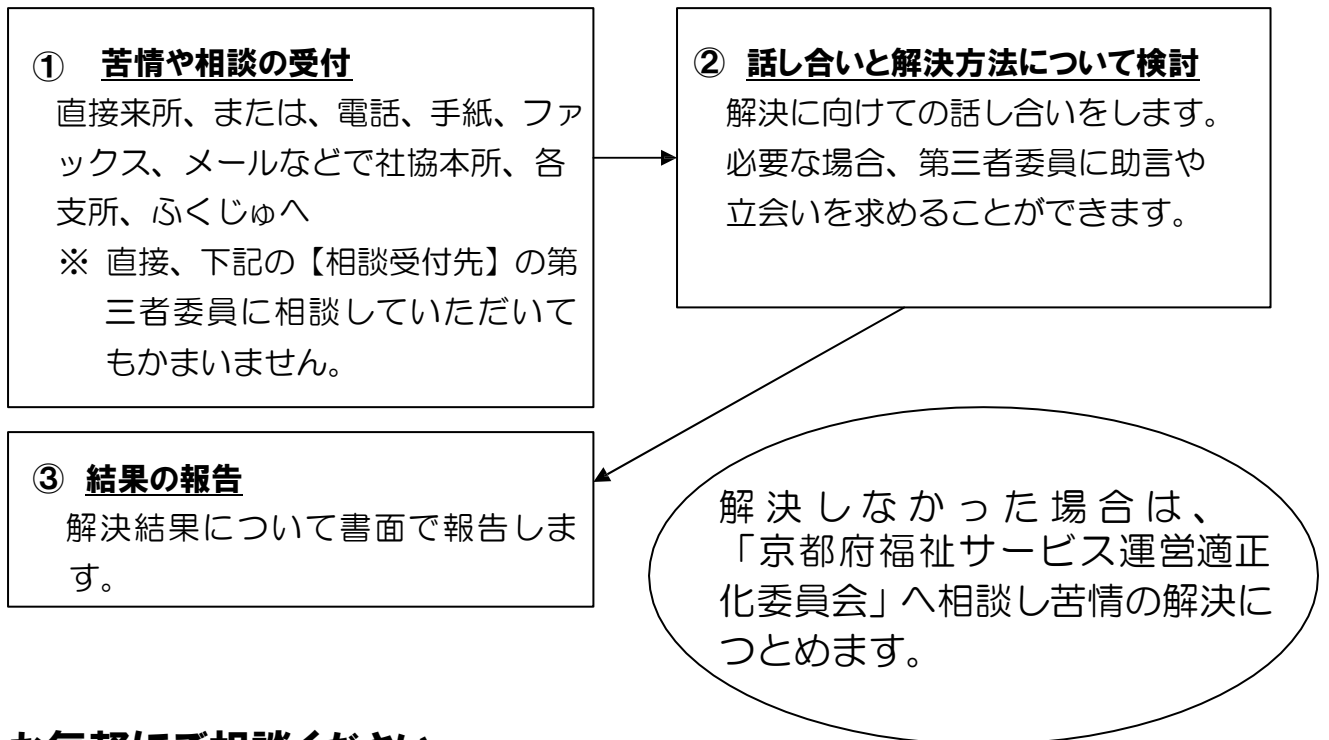 ① 苦情や相談の受付
直接来所、または、電話、手紙、ファ
ックス、メールなどで社協本所、各
支所、ふくじゅへ
※ 直接、下記の【相談受付先】の第
三者委員に相談していただいて
もかまいません。
② 話し合いと解決方法について検討
解決に向けての話し合いをします。
必要な場合、第三者委員に助言や
立会いを求めることができます。
③ 結果の報告
解決結果について書面で報告しま
す。
解決しなかった場合は、
「京都府福祉サービス運営適正
化委員会」へ相談し苦情の解決に
つとめます。